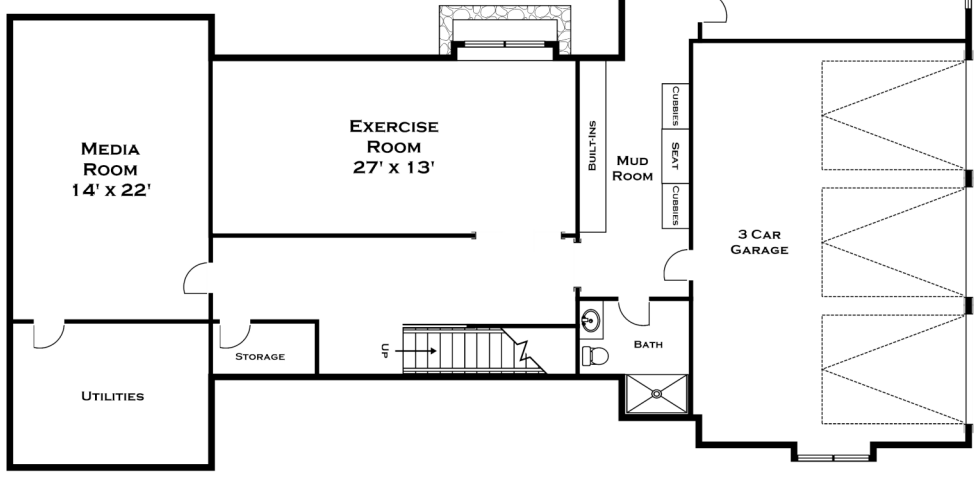 MEDIA
ROOM
14' X 22'
EXERCISE
ROOM
27' X 13'
BUILT-INS
MUD
ROOM
CUBBIES
SEAT
CUBBIES
3 CAR
GARAGE
UP
STORAGE
BATH
UTILITIES